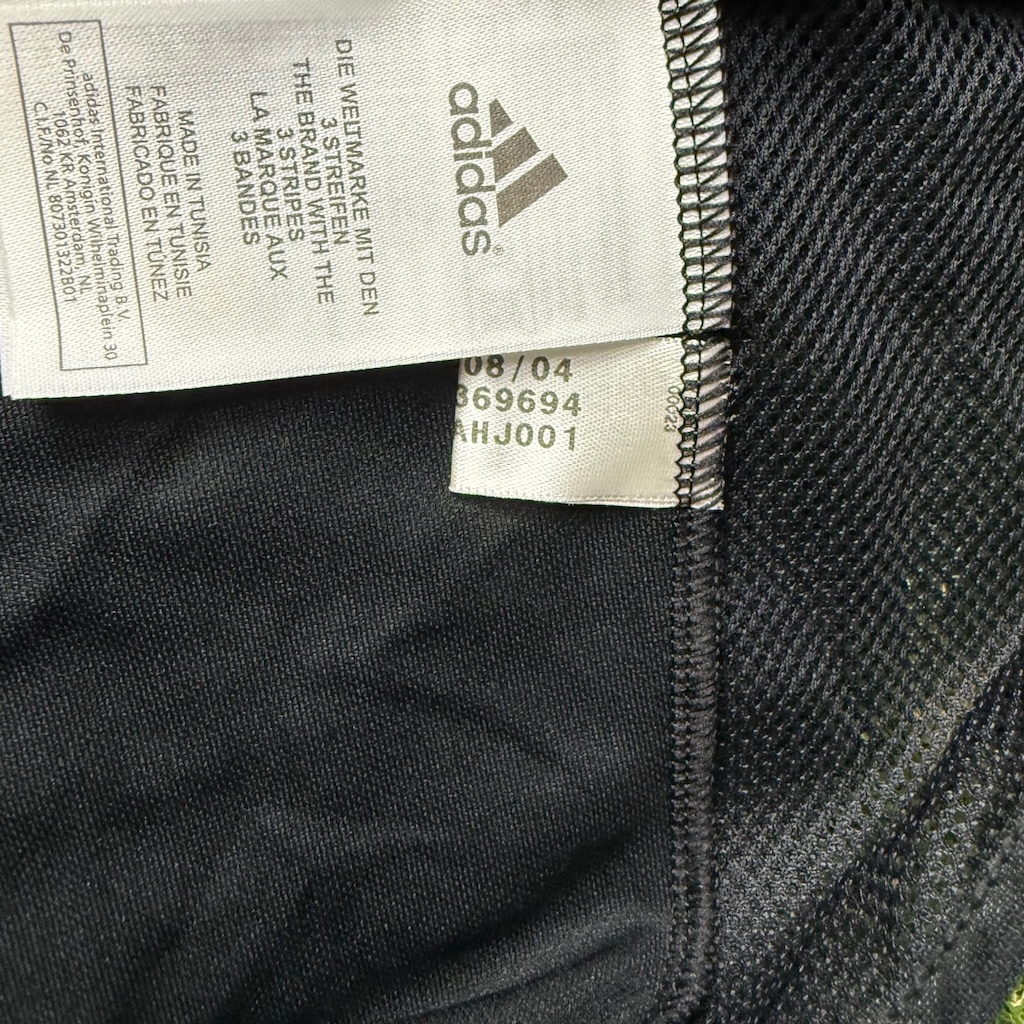 adidas®
DIE WELTMARKE MIT DEN
3 STREIFEN
THE BRAND WITH THE
3 STRIPES
LA MARQUE AUX
3 BANDES
MADE IN TUNISIA
FABRIQUE EN TUNISIE
FABRICADO EN TÚNEZ
adidas International Trading B.V.
De Prinsenhof, Konigin Wilhelminaplein 30
1062 KR Amsterdam, NL
C.I.F/No NL 807301322B01
08/04
369694
AHJ001
00223